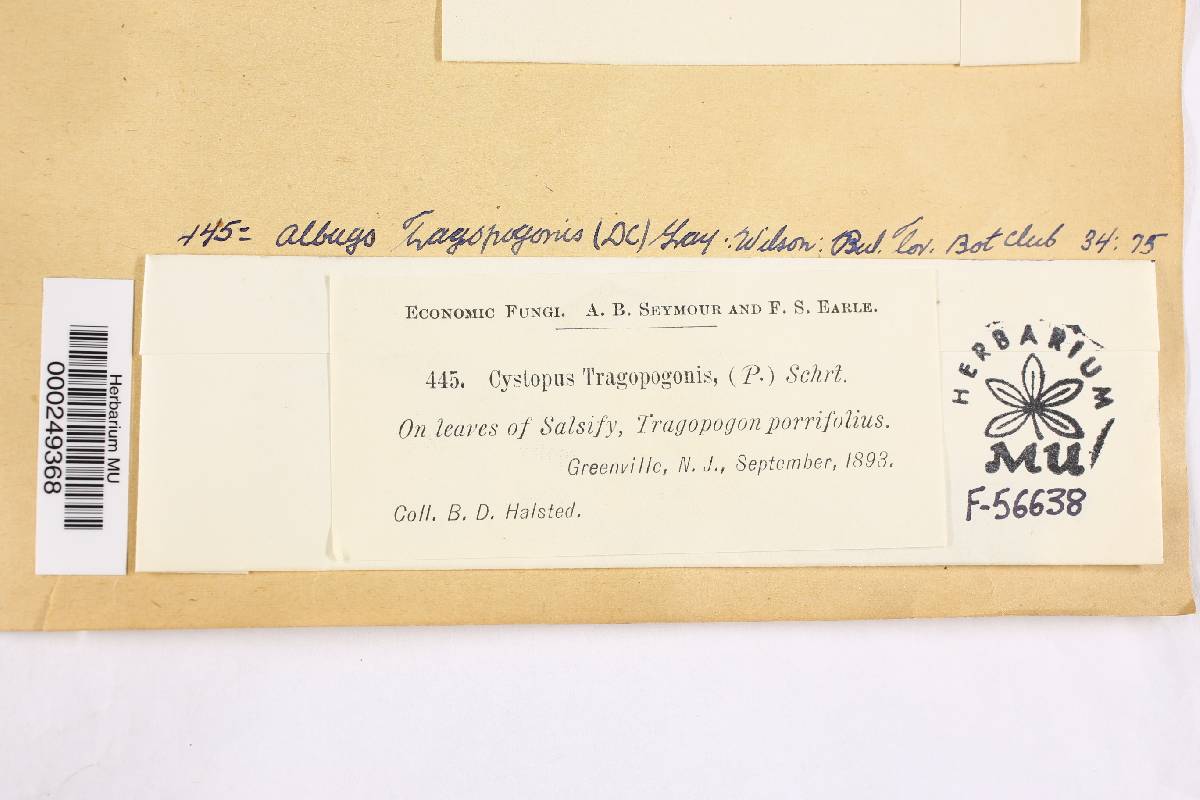 445= Albugo Tragopogonis (DC) Gray. Wilson: Bul. Tor. Bot Club 34: 75
Economic Fungi. A. B. Seymour and F. S. Earle.
445. Cystopus Tragopogonis, (P.) Schrt.
On leaves of Salsify, Tragopogon porrifolius.
Greenville, N. J., September, 1893.
Coll. B. D. Halsted.
HERBARIUM
MU
F-56638
Herbarium MU
000249368